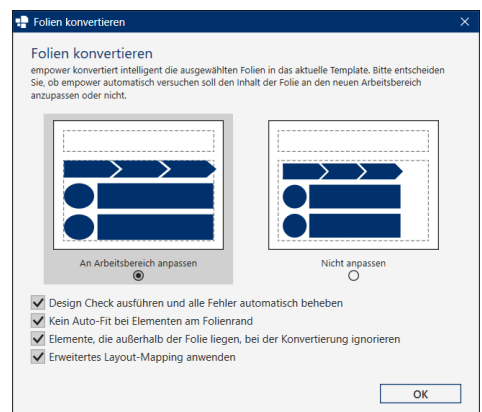 Folien konvertieren
Folien konvertieren
empower konvertiert intelligent die ausgewählten Folien in das aktuelle Template. Bitte entscheiden
Sie, ob empower automatisch versuchen soll den Inhalt der Folie an den neuen Arbeitsbereich
anzupassen oder nicht.
An Arbeitsbereich anpassen
Nicht anpassen
Design Check ausführen und alle Fehler automatisch beheben
Kein Auto-Fit bei Elementen am Folienrand
Elemente, die außerhalb der Folie liegen, bei der Konvertierung ignorieren
Erweitertes Layout-Mapping anwenden
OK